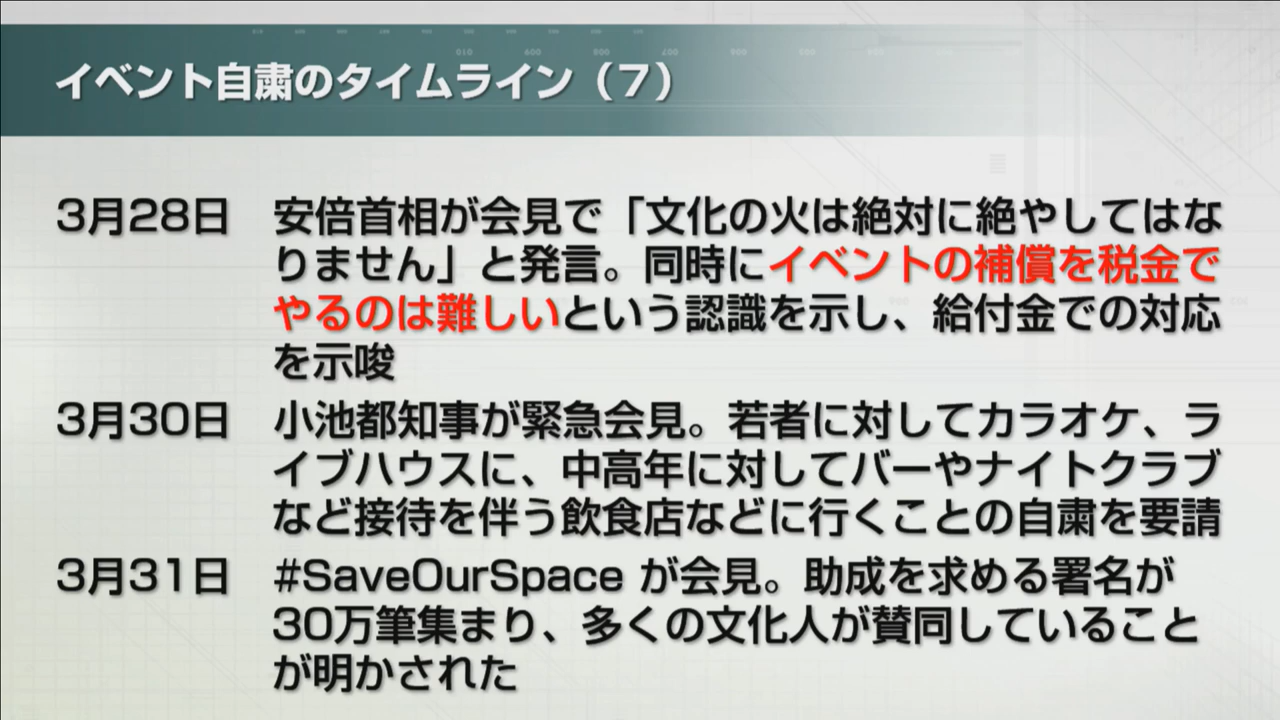 イベント自粛のタイムライン（７）
3月28日 安倍首相が会見で「文化の火は絶対に絶やしてはな
りません」と発言。同時にイベントの補償を税金で
やるのは難しいという認識を示し、給付金での対応
を示唆
3月30日 小池都知事が緊急会見。若者に対してカラオケ、ラ
イブハウスに、中高年に対してバーやナイトクラブ
など接待を伴う飲食店などに行くことの自粛を要請
3月31日 #SaveOurSpace が会見。助成を求める署名が
30万筆集まり、多くの文化人が賛同していること
が明かされた